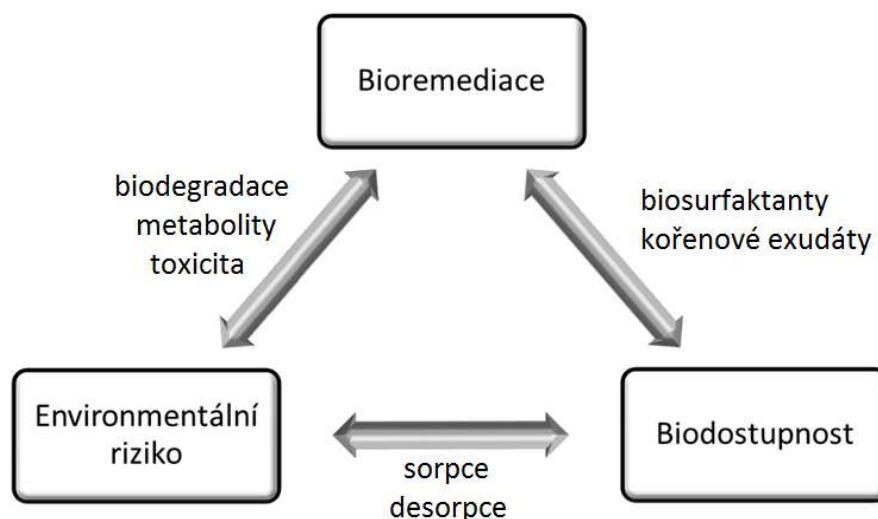 Bioremediace
biodegradace
metabolity
toxicita
biosurfaktanty
kořenové exudáty
Environmentální
riziko
sorpce
desorpce
Biodostupnost